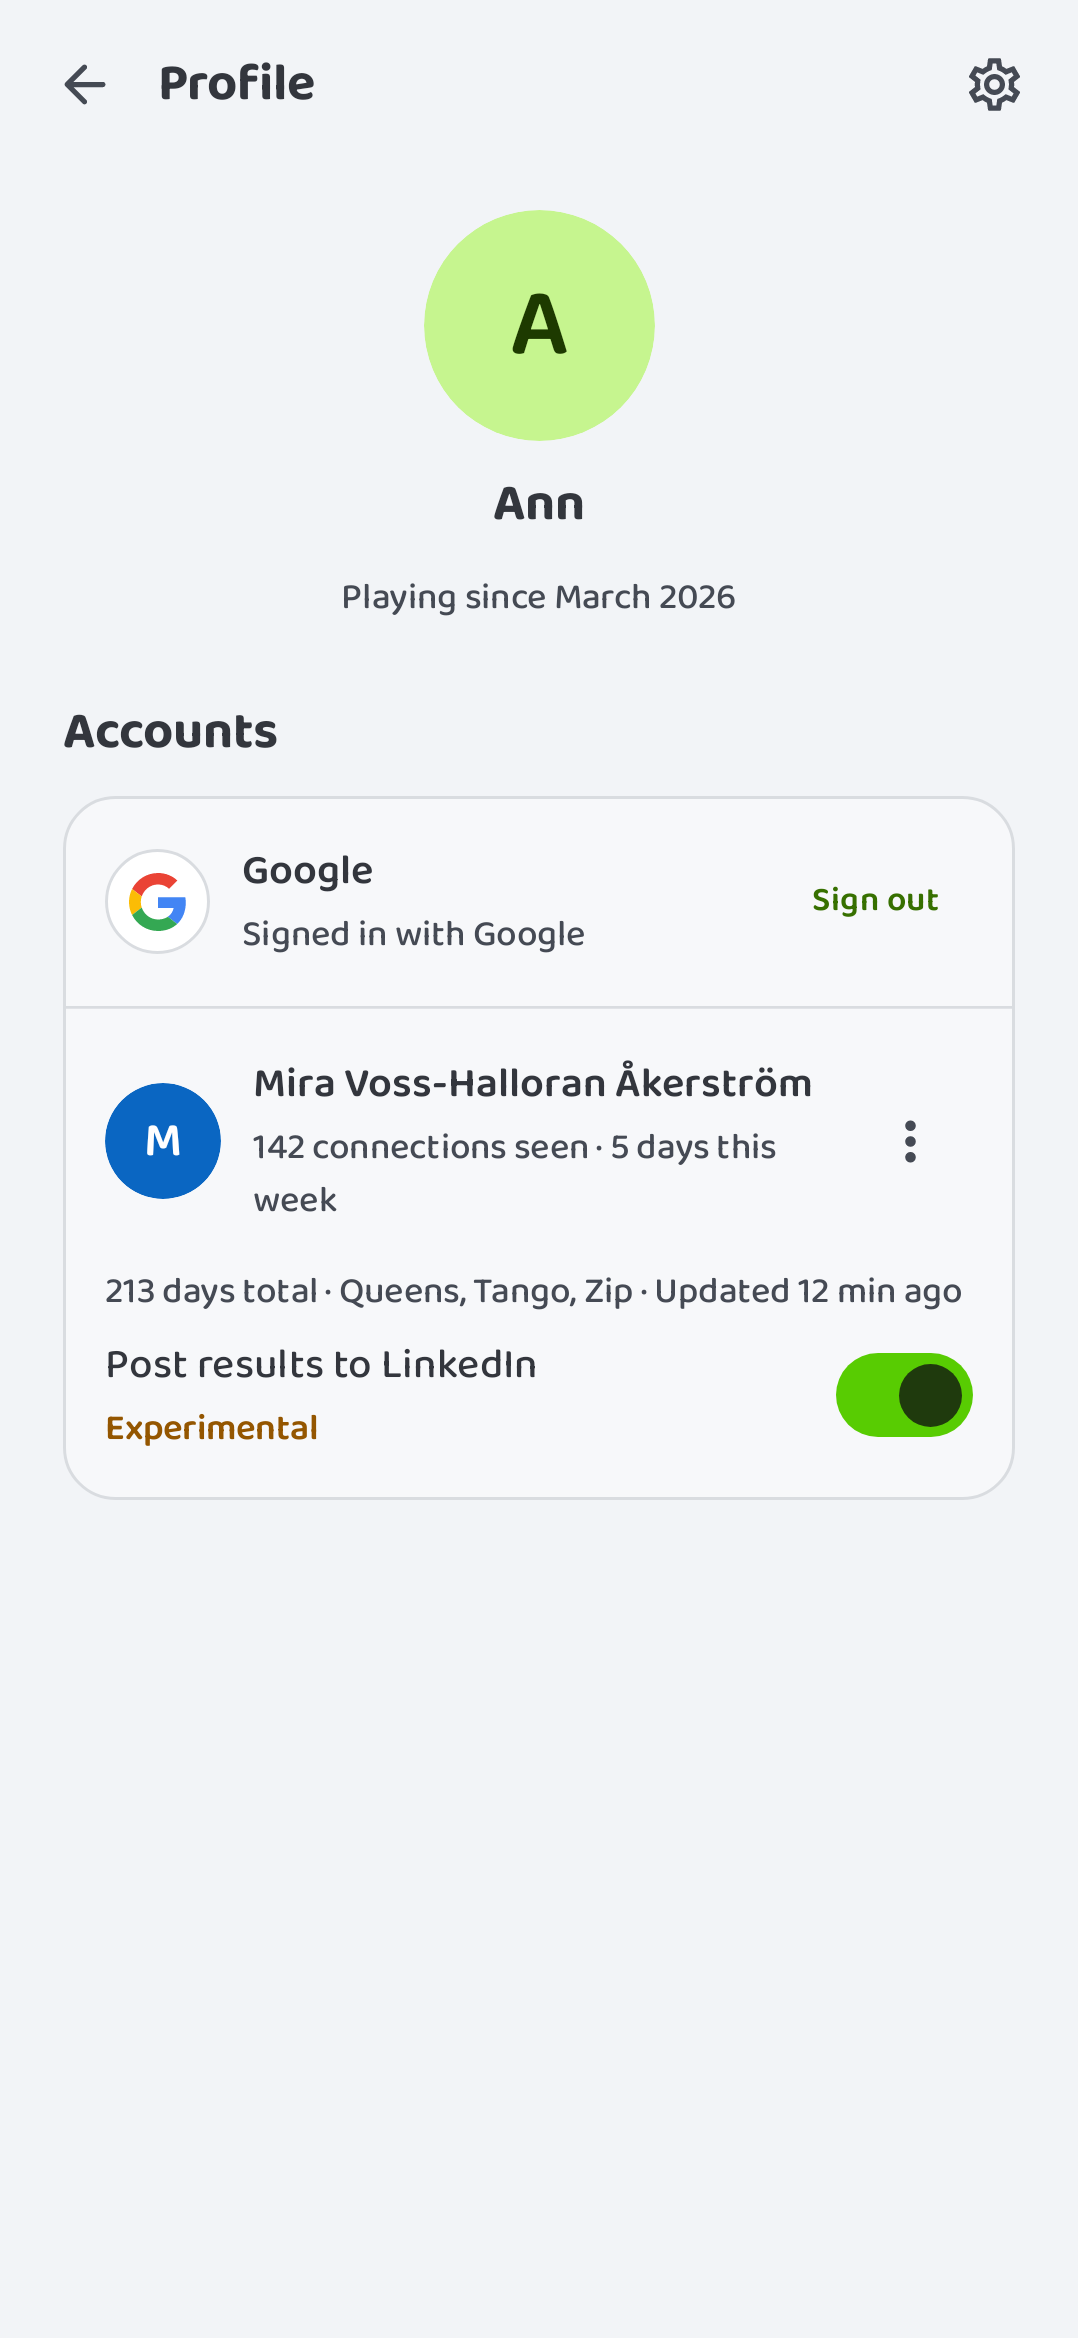 Profile
A
Ann
Playing since March 2026
Accounts
Google
Signed in with Google
Sign out
M
Mira Voss-Halloran Åkerström
142 connections seen · 5 days this
week
213 days total · Queens, Tango, Zip · Updated 12 min ago
Post results to LinkedIn
Experimental